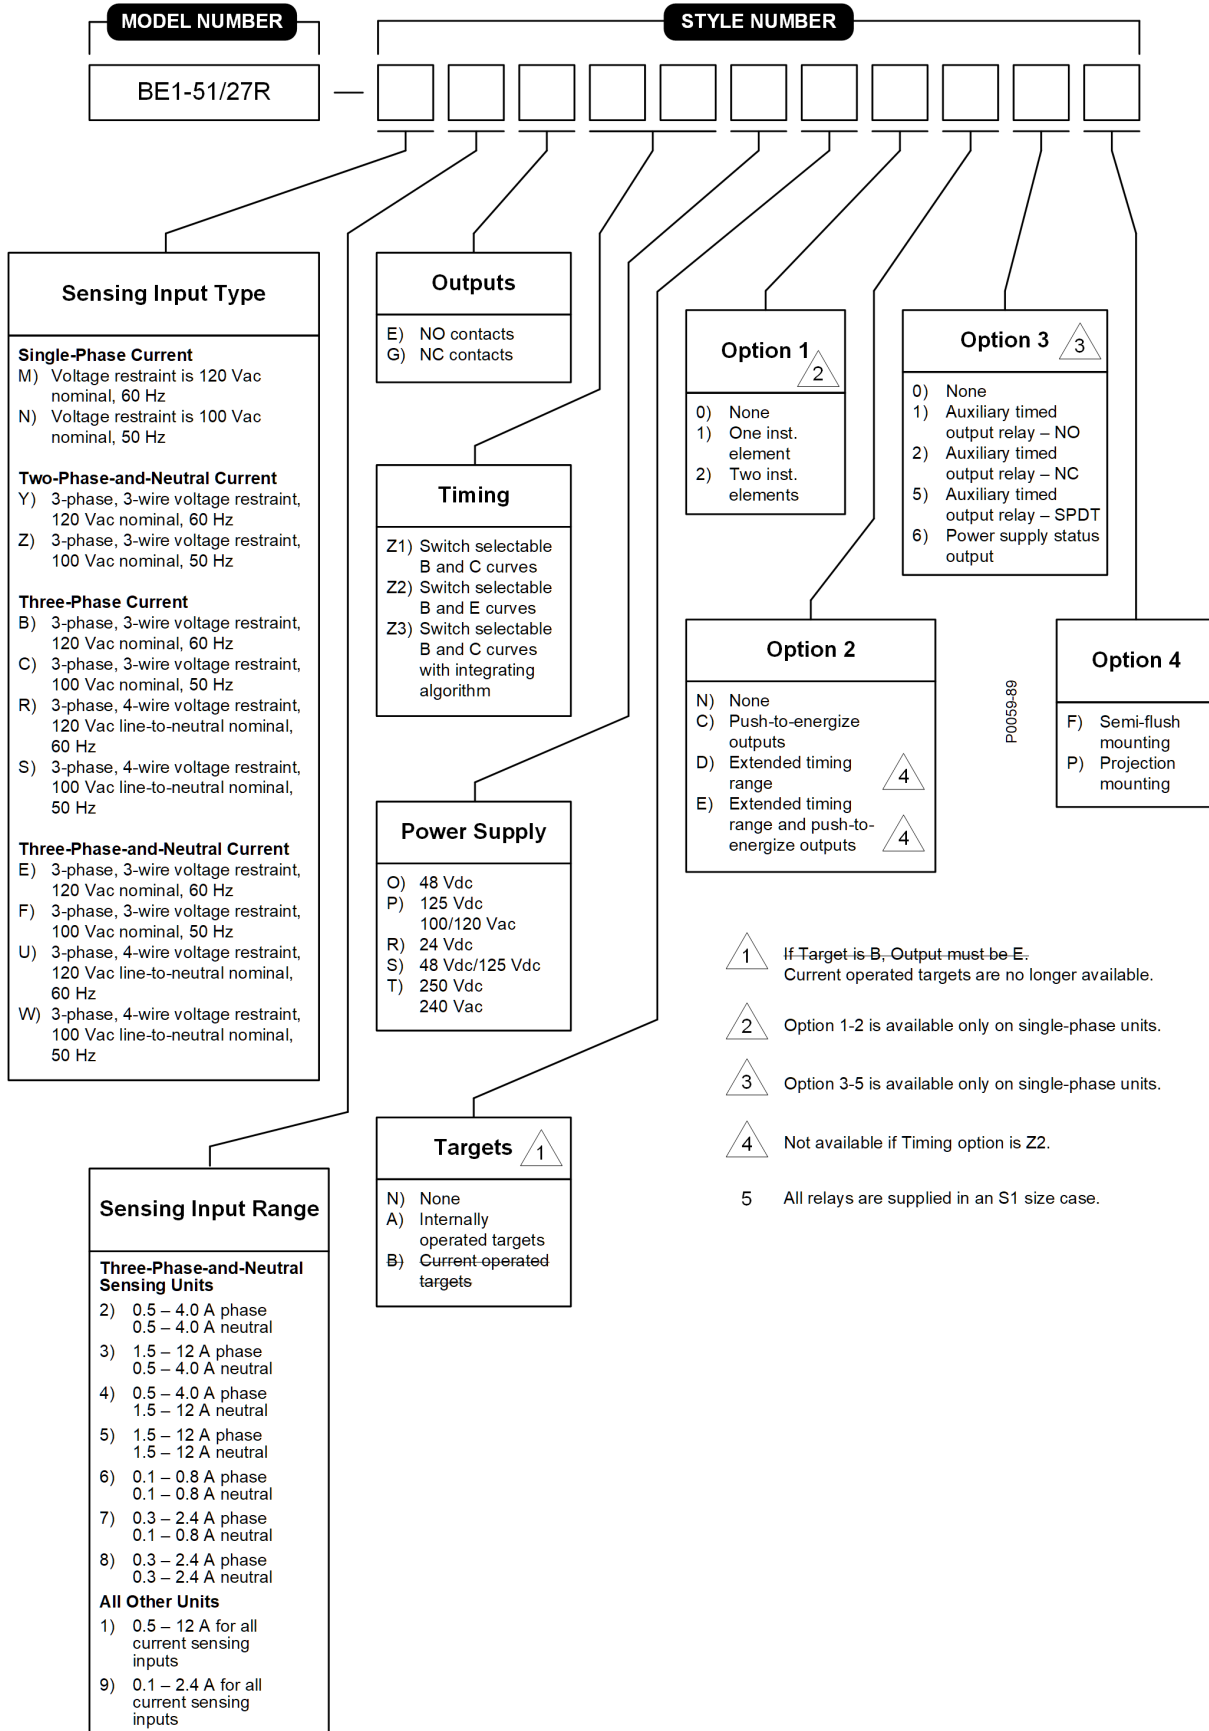 MODEL NUMBER
STYLE NUMBER
BE1-51/27R
Sensing Input Type
Single-Phase Current
M) Voltage restraint is 120 Vac
nominal, 60 Hz
N) Voltage restraint is 100 Vac
nominal, 50 Hz
Two-Phase-and-Neutral Current
Y) 3-phase, 3-wire voltage restraint,
120 Vac nominal, 60 Hz
Z) 3-phase, 3-wire voltage restraint,
100 Vac nominal, 50 Hz
Three-Phase Current
B) 3-phase, 3-wire voltage restraint,
120 Vac nominal, 60 Hz
C) 3-phase, 3-wire voltage restraint,
100 Vac nominal, 50 Hz
R) 3-phase, 4-wire voltage restraint,
120 Vac line-to-neutral nominal,
60 Hz
S) 3-phase, 4-wire voltage restraint,
100 Vac line-to-neutral nominal,
50 Hz
Three-Phase-and-Neutral Current
E) 3-phase, 3-wire voltage restraint,
120 Vac nominal, 60 Hz
F) 3-phase, 3-wire voltage restraint,
100 Vac nominal, 50 Hz
U) 3-phase, 4-wire voltage restraint,
120 Vac line-to-neutral nominal,
60 Hz
W) 3-phase, 4-wire voltage restraint,
100 Vac line-to-neutral nominal,
50 Hz
Sensing Input Range
Three-Phase-and-Neutral
Sensing Units
2) 0.5 – 4.0 A phase
0.5 – 4.0 A neutral
3) 1.5 – 12 A phase
0.5 – 4.0 A neutral
4) 0.5 – 4.0 A phase
1.5 – 12 A neutral
5) 1.5 – 12 A phase
1.5 – 12 A neutral
6) 0.1 – 0.8 A phase
0.1 – 0.8 A neutral
7) 0.3 – 2.4 A phase
0.1 – 0.8 A neutral
8) 0.3 – 2.4 A phase
0.3 – 2.4 A neutral
All Other Units
1) 0.5 – 12 A for all
current sensing
inputs
9) 0.1 – 2.4 A for all
current sensing
inputs
Outputs
E) NO contacts
G) NC contacts
Timing
Z1) Switch selectable
B and C curves
Z2) Switch selectable
B and E curves
Z3) Switch selectable
B and C curves
with integrating
algorithm
Power Supply
O) 48 Vdc
P) 125 Vdc
100/120 Vac
R) 24 Vdc
S) 48 Vdc/125 Vdc
T) 250 Vdc
240 Vac
Targets 1
N) None
A) Internally
operated targets
B) Current operated
targets
Option 1 2
0) None
1) One inst.
element
2) Two inst.
elements
Option 2
N) None
C) Push-to-energize
outputs
D) Extended timing
range 4
E) Extended timing
range and push-to-
energize outputs 4
Option 3 3
0) None
1) Auxiliary timed
output relay – NO
2) Auxiliary timed
output relay – NC
5) Auxiliary timed
output relay – SPDT
6) Power supply status
output
P0059-89
Option 4
F) Semi-flush
mounting
P) Projection
mounting
1 If Target is B, Output must be E.
Current operated targets are no longer available.
2 Option 1-2 is available only on single-phase units.
3 Option 3-5 is available only on single-phase units.
4 Not available if Timing option is Z2.
5 All relays are supplied in an S1 size case.